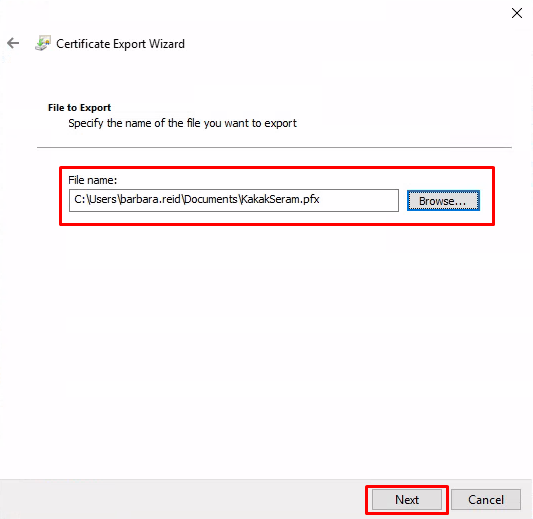 Certificate Export Wizard
File to Export
Specify the name of the file you want to export
File name:
C:\Users\barbara.reid\Documents\KakakSeram.pfx
Browse...
Next
Cancel